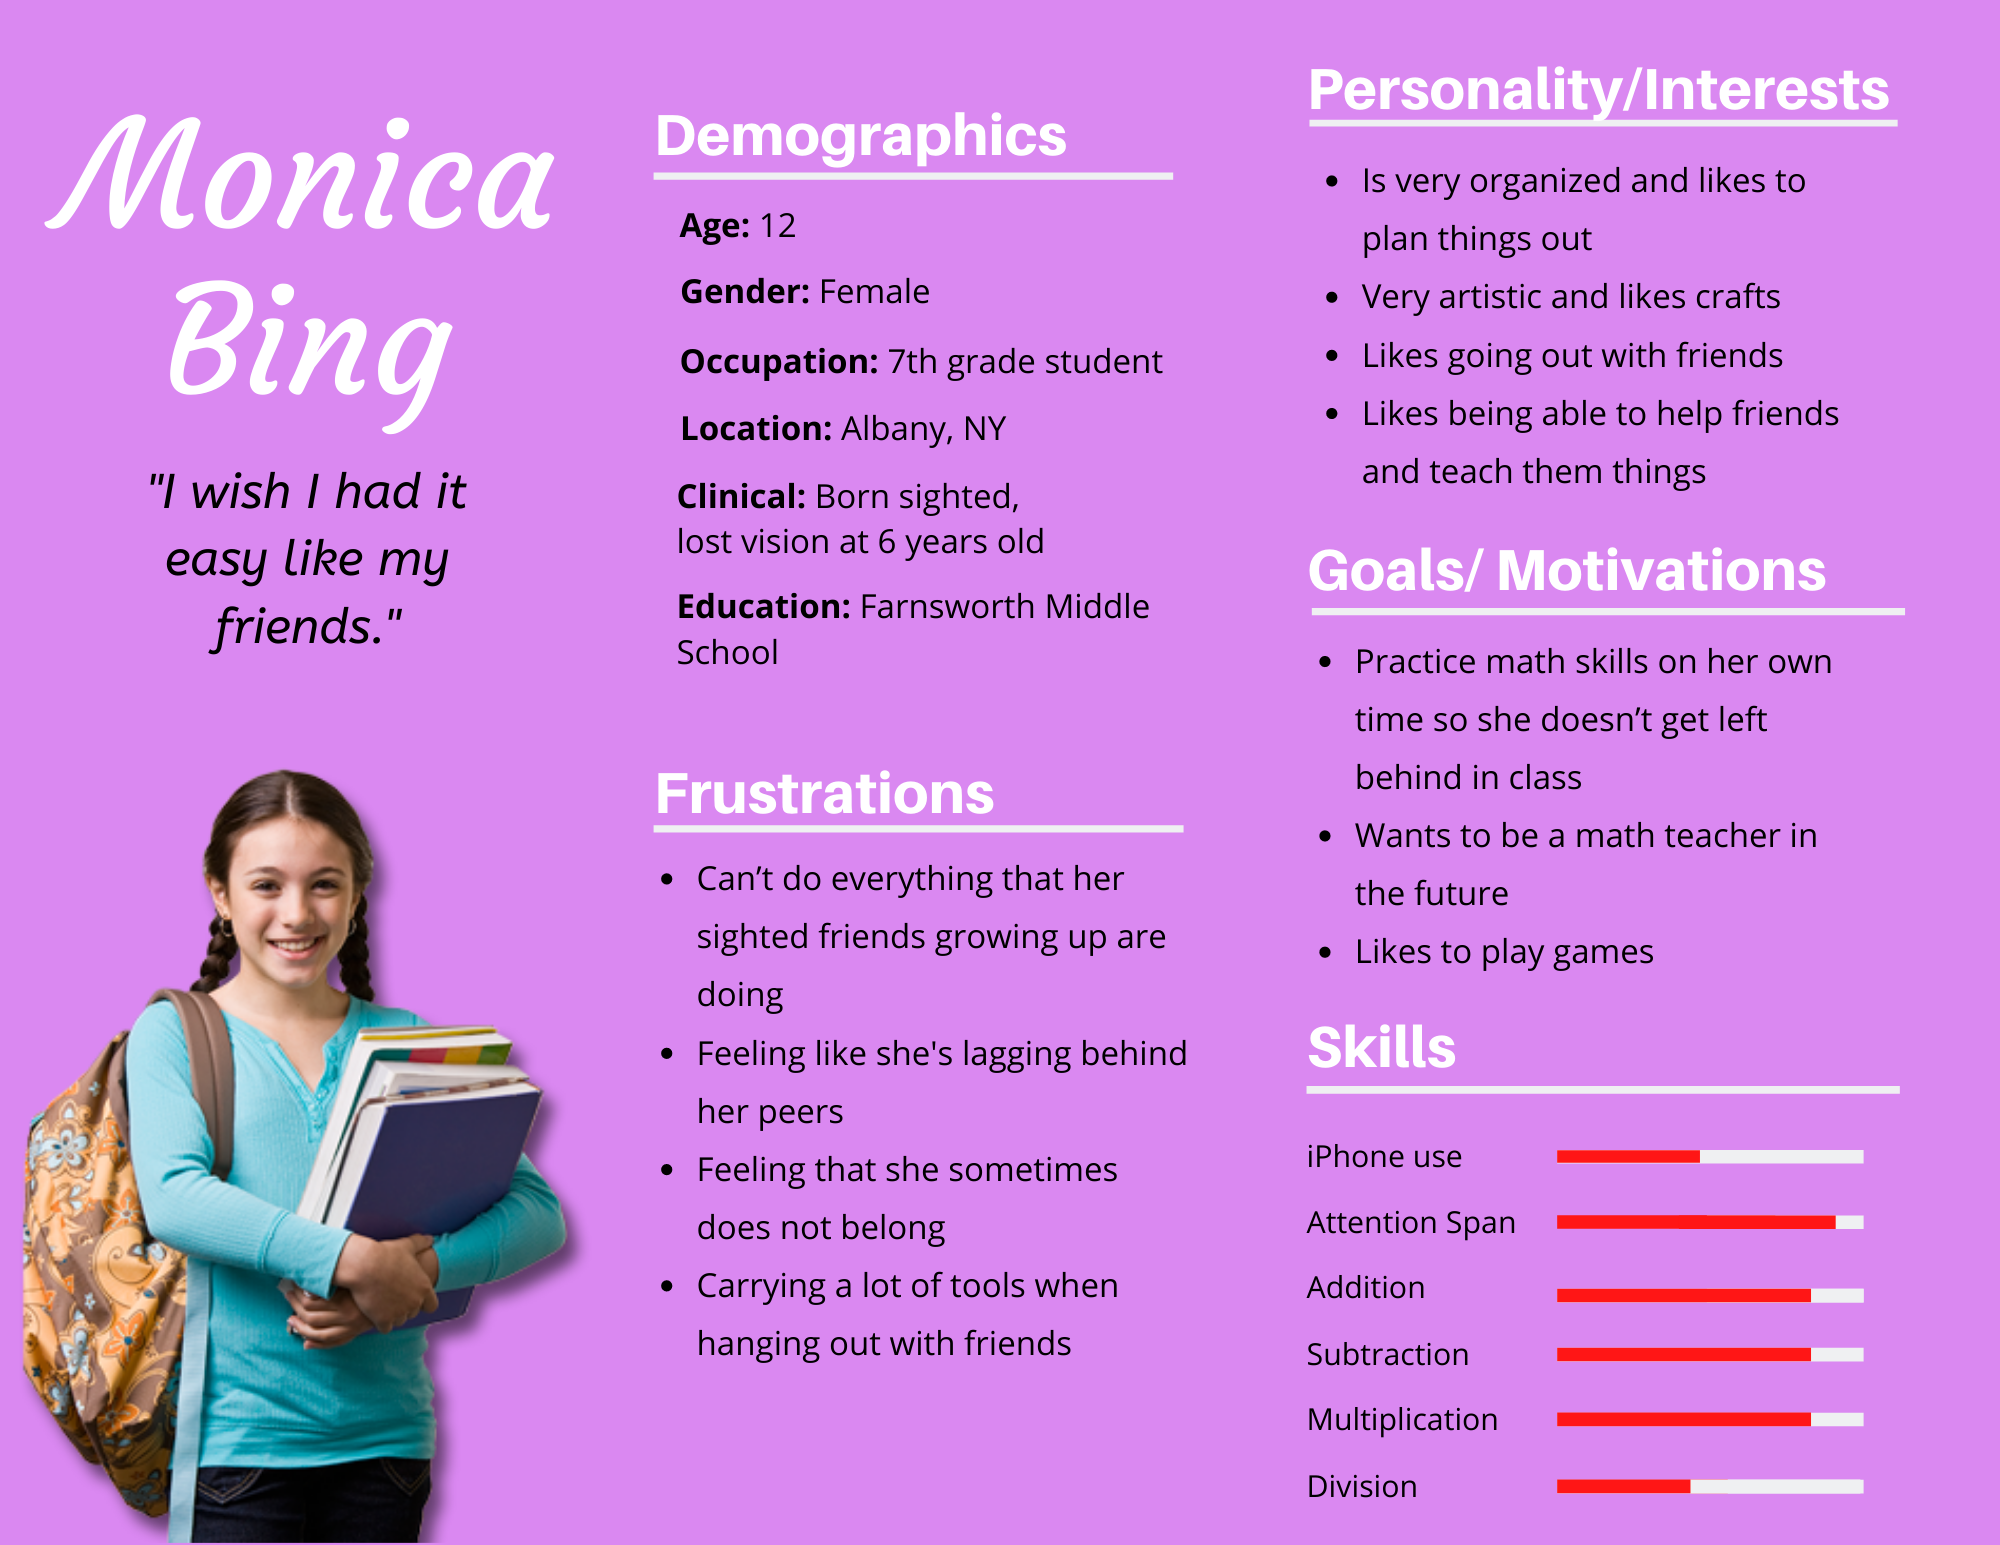 Monica
Bing
"I wish I had it
easy like my
friends."
Demographics
Age: 12
Gender: Female
Occupation: 7th grade student
Location: Albany, NY
Clinical: Born sighted,
lost vision at 6 years old
Education: Farnsworth Middle
School
Frustrations
• Can’t do everything that her
sighted friends growing up are
doing
• Feeling like she's lagging behind
her peers
• Feeling that she sometimes
does not belong
• Carrying a lot of tools when
hanging out with friends
Personality/Interests
• Is very organized and likes to
plan things out
• Very artistic and likes crafts
• Likes going out with friends
• Likes being able to help friends
and teach them things
Goals/ Motivations
• Practice math skills on her own
time so she doesn’t get left
behind in class
• Wants to be a math teacher in
the future
• Likes to play games
Skills
iPhone use
Attention Span
Addition
Subtraction
Multiplication
Division